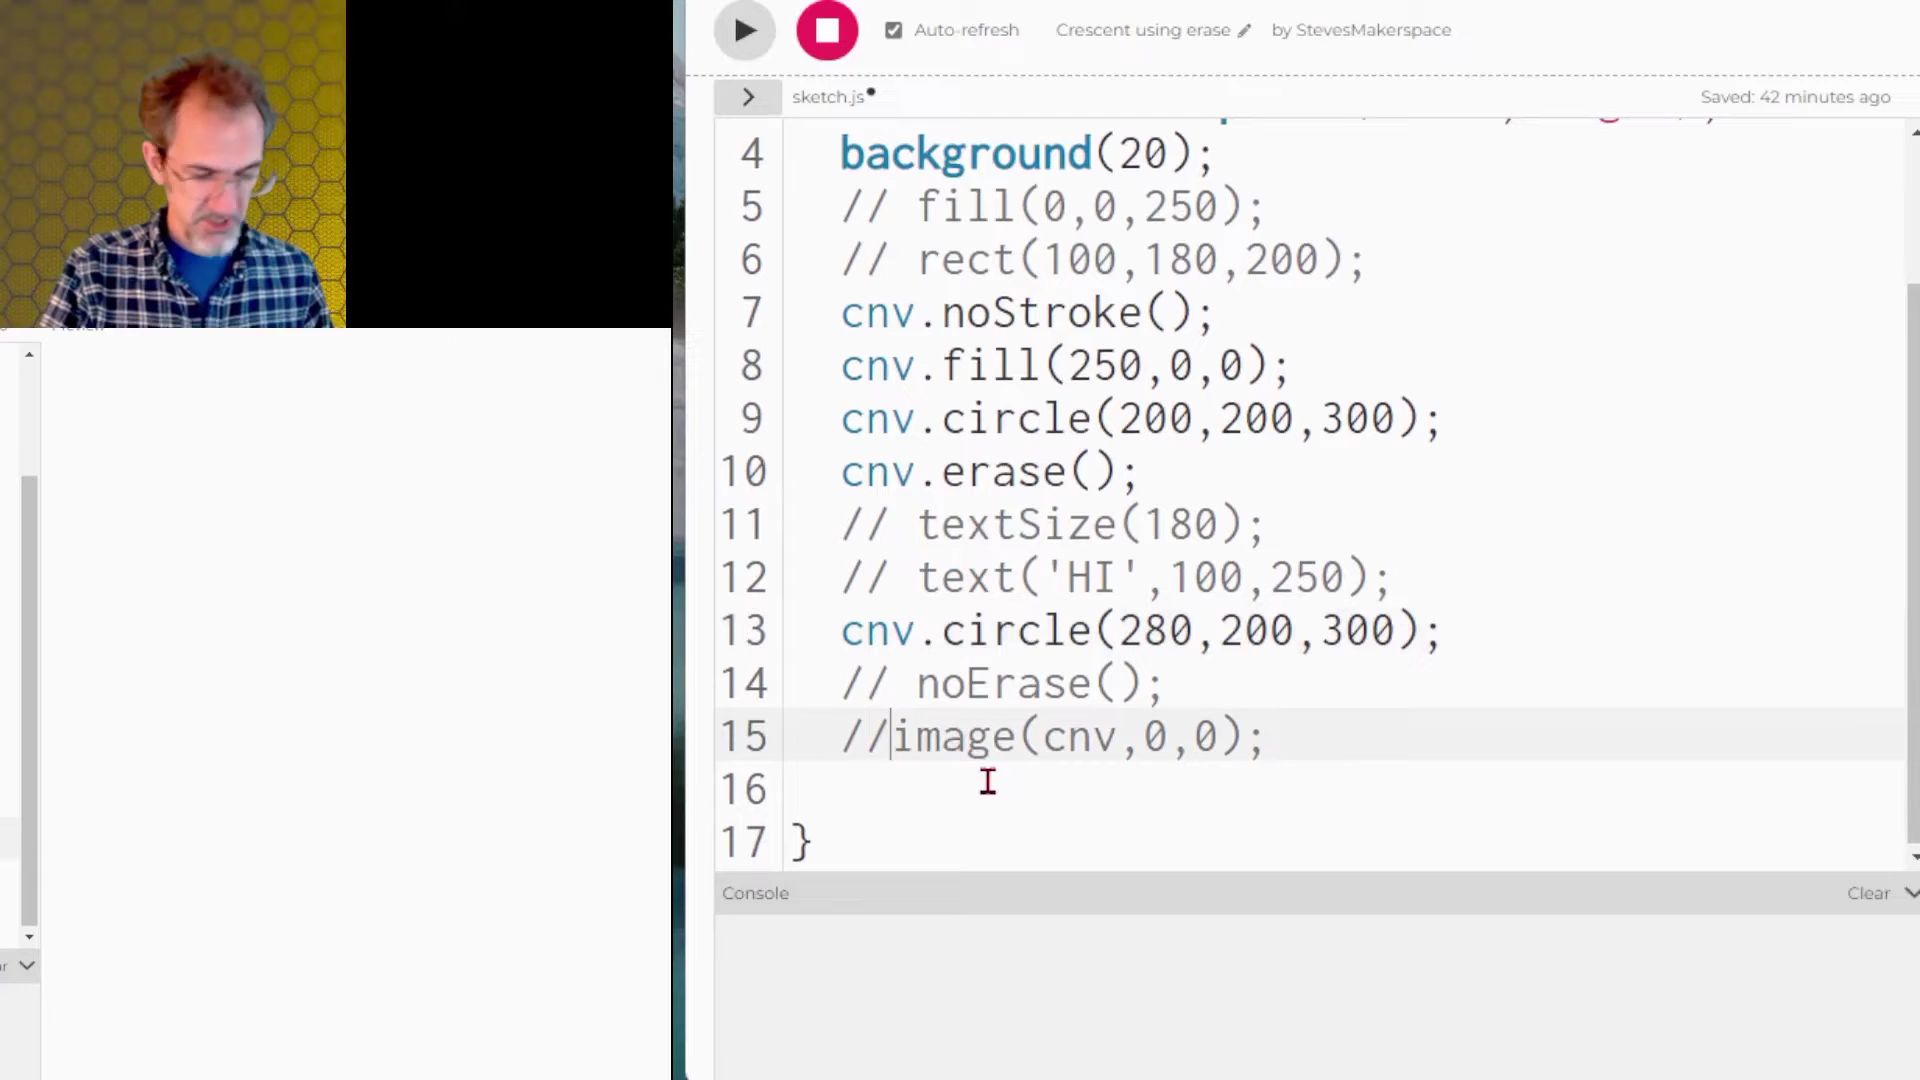 Auto-refresh Crescent using erase by StevesMakerspace
> sketch.js Saved: 42 minutes ago
4 background(20);
5 // fill(0,0,250);
6 // rect(100,180,200);
7 cnv.noStroke();
8 cnv.fill(250,0,0);
9 cnv.circle(200,200,300);
10 cnv.erase();
11 // textSize(180);
12 // text('HI',100,250);
13 cnv.circle(280,200,300);
14 // noErase();
15 //image(cnv,0,0);
16
17 }
Console Clear